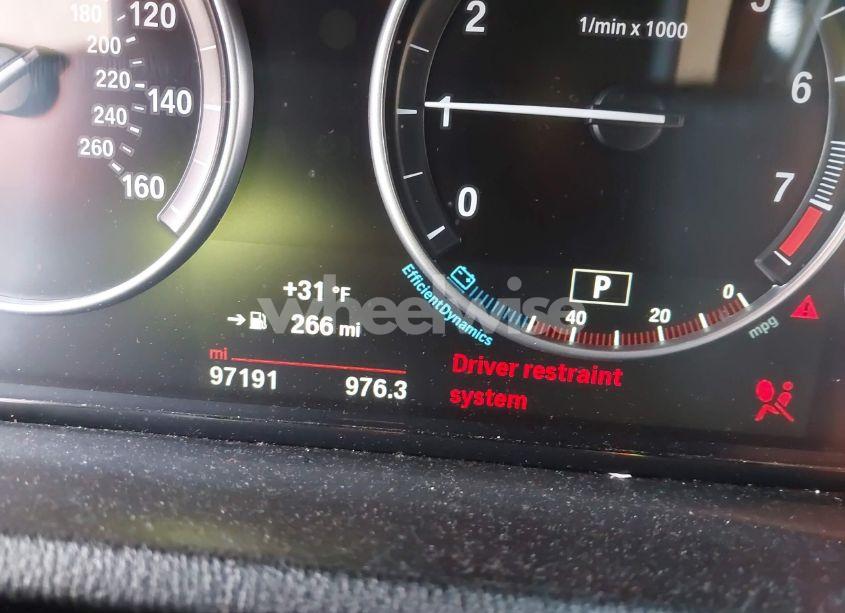 180
120
200
220
140
240
260
160
2
1/min x 1000
1
6
0
7
P
EfficientDynamics
40
20
0
mpg
+31 °F
266 mi
wheelwise
mi
97191
976.3
Driver restraint
system